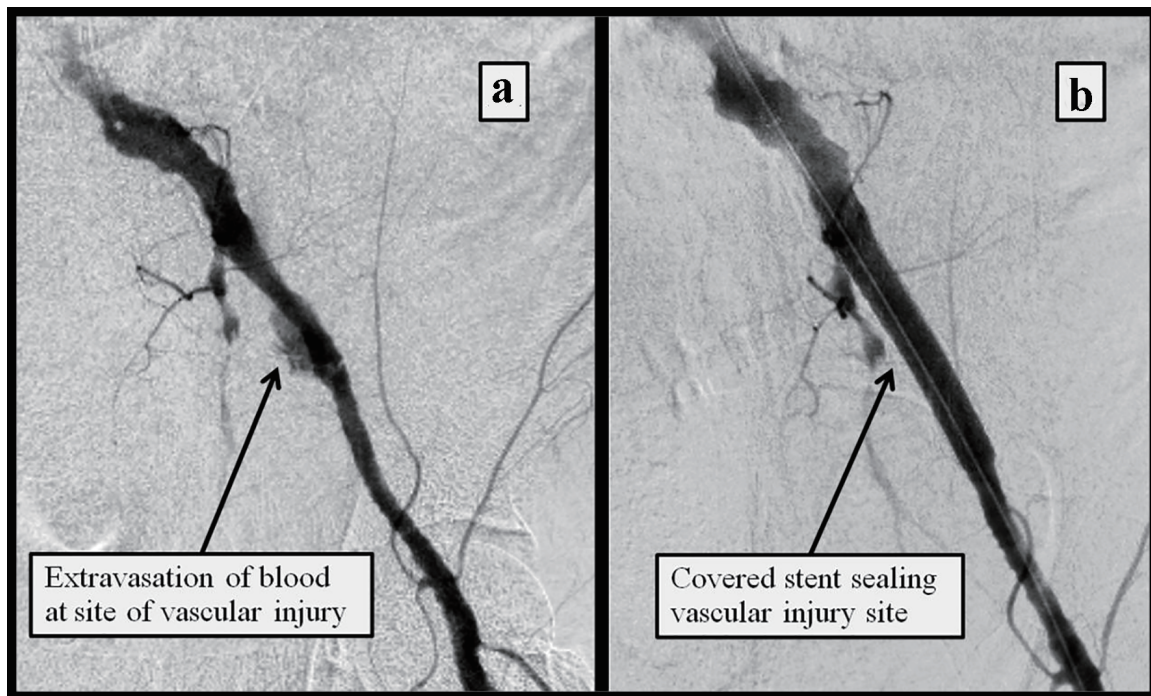 a
Extravasation of blood
at site of vascular injury
b
Covered stent sealing
vascular injury site